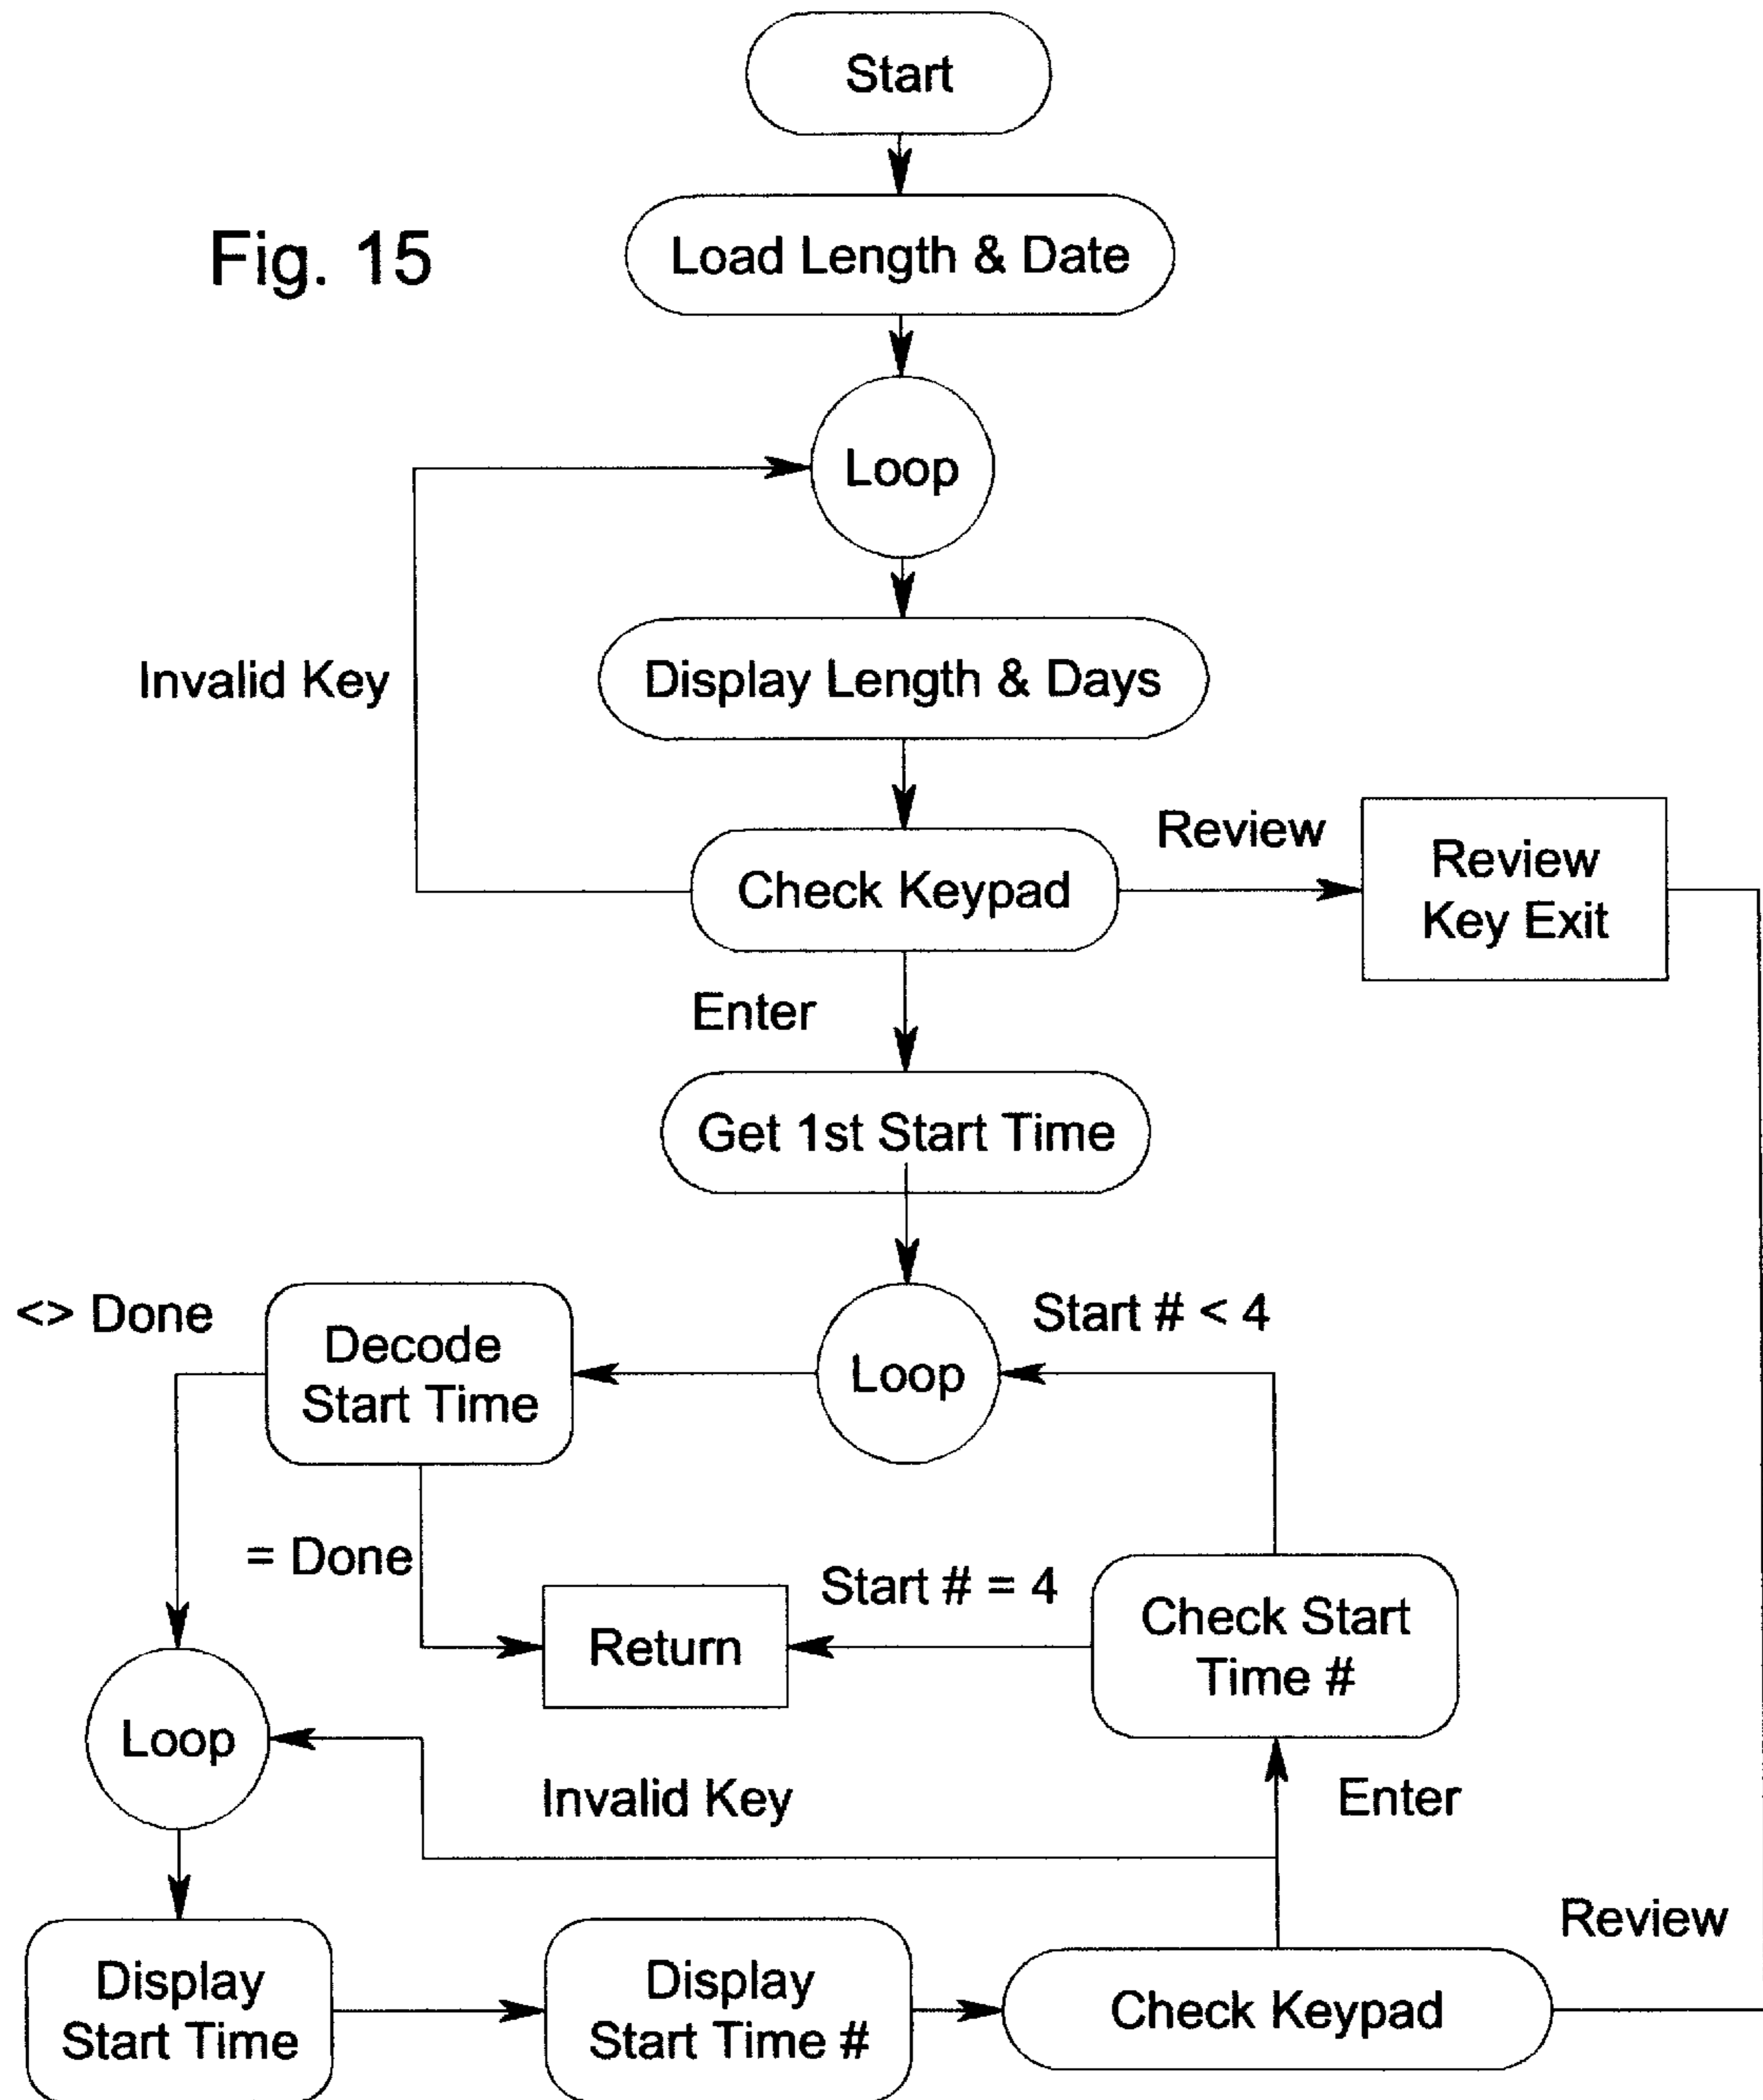 Start
Fig. 15
Load Length & Date
Loop
Invalid Key
Display Length & Days
Check Keypad
Review
Review
Key Exit
Enter
Get 1st Start Time
<> Done
Decode
Start Time
Loop
Start # < 4
= Done
Return
Start # = 4
Check Start
Time #
Loop
Invalid Key
Enter
Review
Display
Start Time
Display
Start Time #
Check Keypad